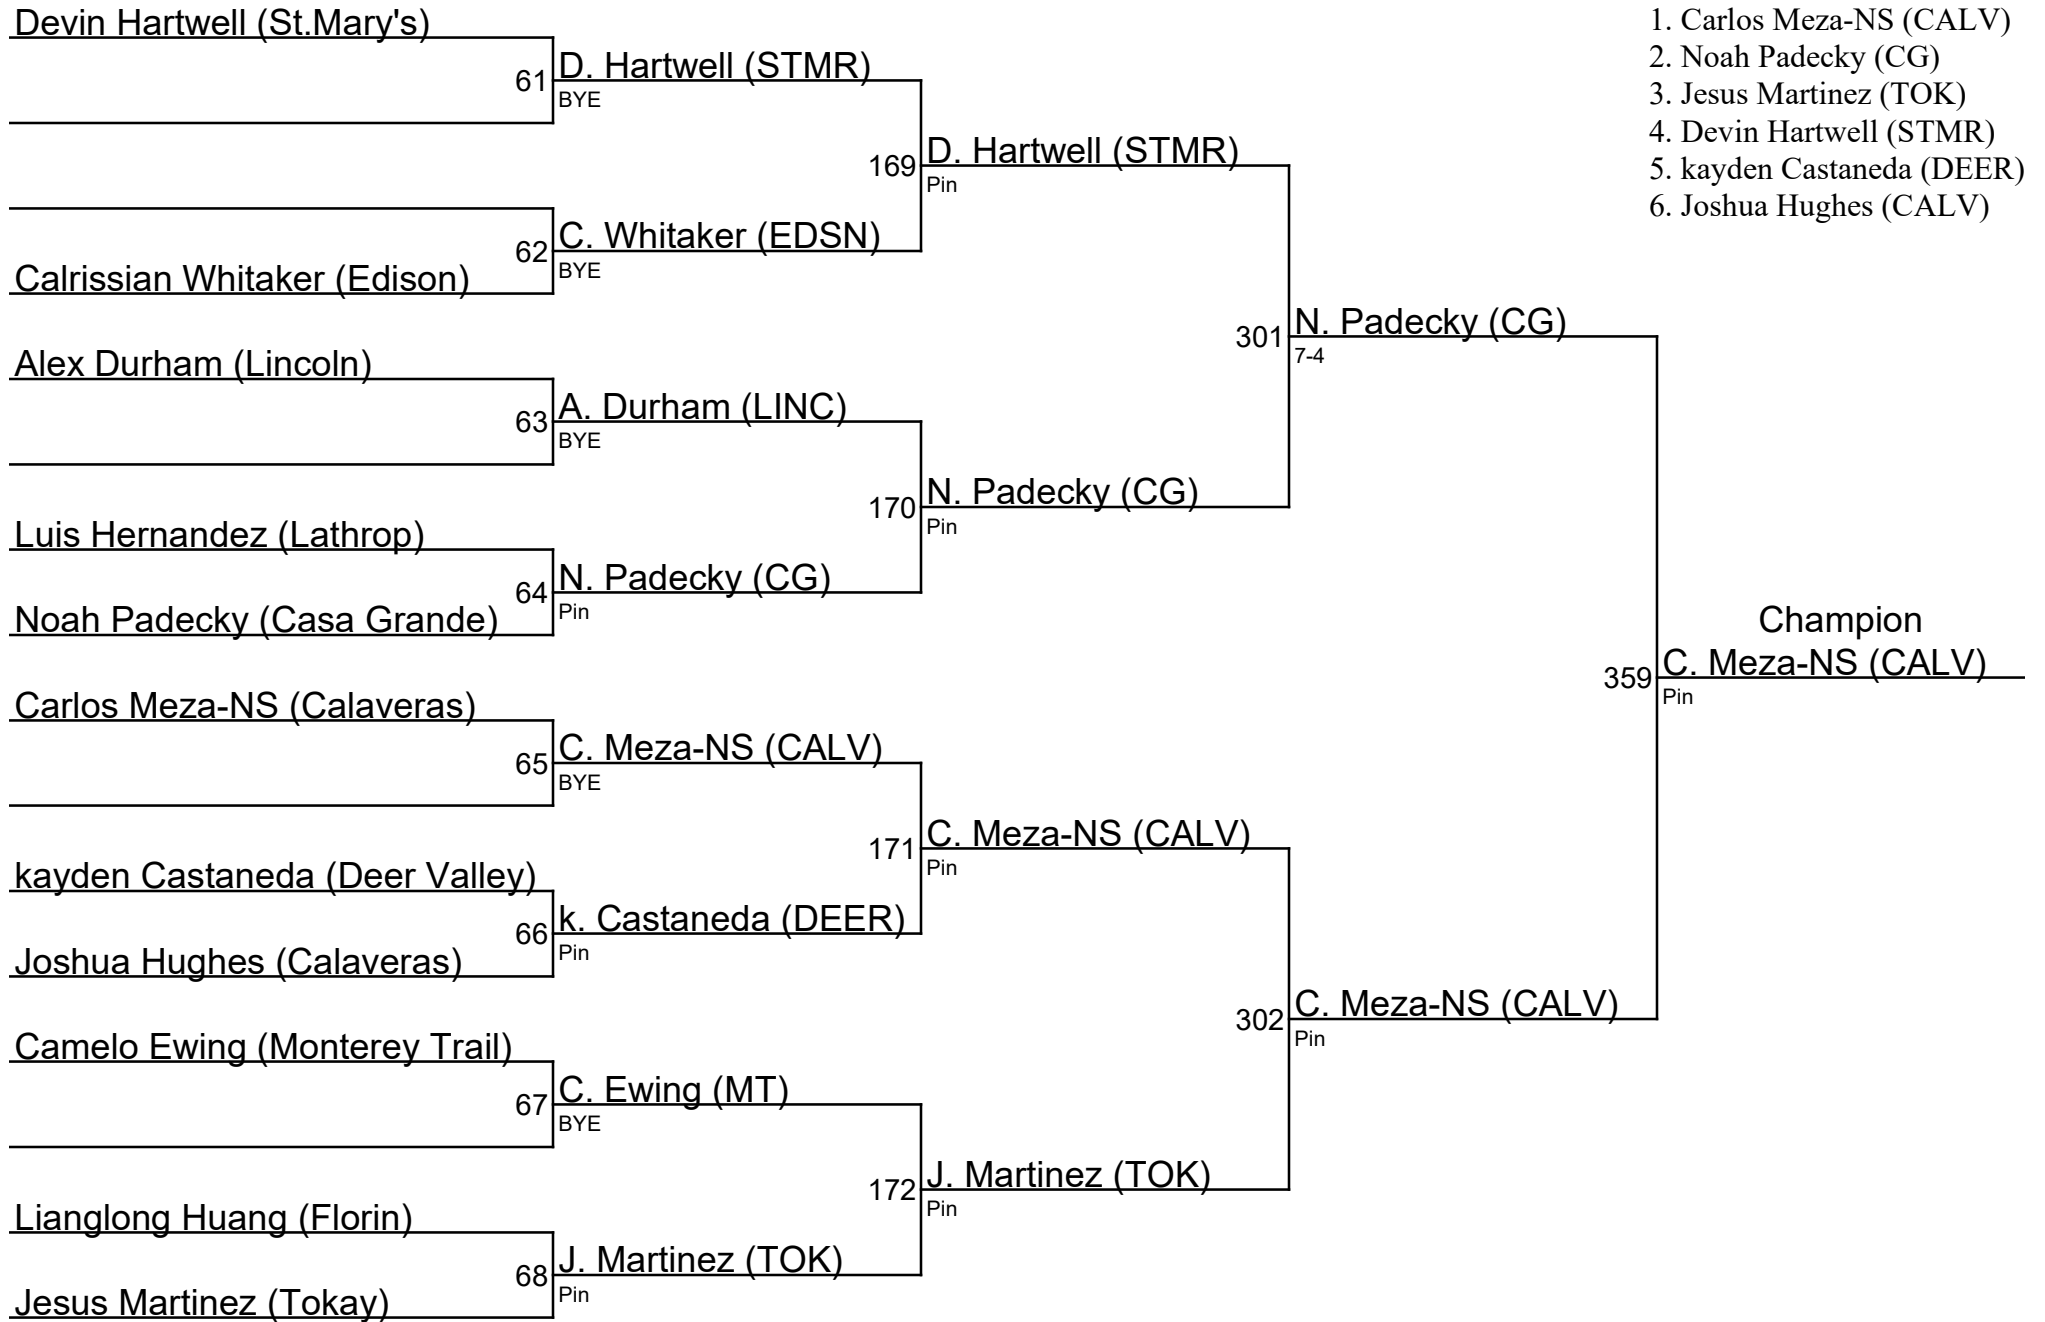 Devin Hartwell (St.Mary's)
61
D. Hartwell (STMR)
BYE
169
D. Hartwell (STMR)
Pin
62
C. Whitaker (EDSN)
BYE
Calrissian Whitaker (Edison)
301
N. Padecky (CG)
7-4
Alex Durham (Lincoln)
63
A. Durham (LINC)
BYE
170
N. Padecky (CG)
Pin
Luis Hernandez (Lathrop)
64
N. Padecky (CG)
Pin
Noah Padecky (Casa Grande)
Champion
359
C. Meza-NS (CALV)
Pin
Carlos Meza-NS (Calaveras)
65
C. Meza-NS (CALV)
BYE
171
C. Meza-NS (CALV)
Pin
kayden Castaneda (Deer Valley)
66
k. Castaneda (DEER)
Pin
Joshua Hughes (Calaveras)
302
C. Meza-NS (CALV)
Pin
Camelo Ewing (Monterey Trail)
67
C. Ewing (MT)
BYE
172
J. Martinez (TOK)
Pin
Lianglong Huang (Florin)
68
J. Martinez (TOK)
Pin
Jesus Martinez (Tokay)
1. Carlos Meza-NS (CALV)
2. Noah Padecky (CG)
3. Jesus Martinez (TOK)
4. Devin Hartwell (STMR)
5. kayden Castaneda (DEER)
6. Joshua Hughes (CALV)